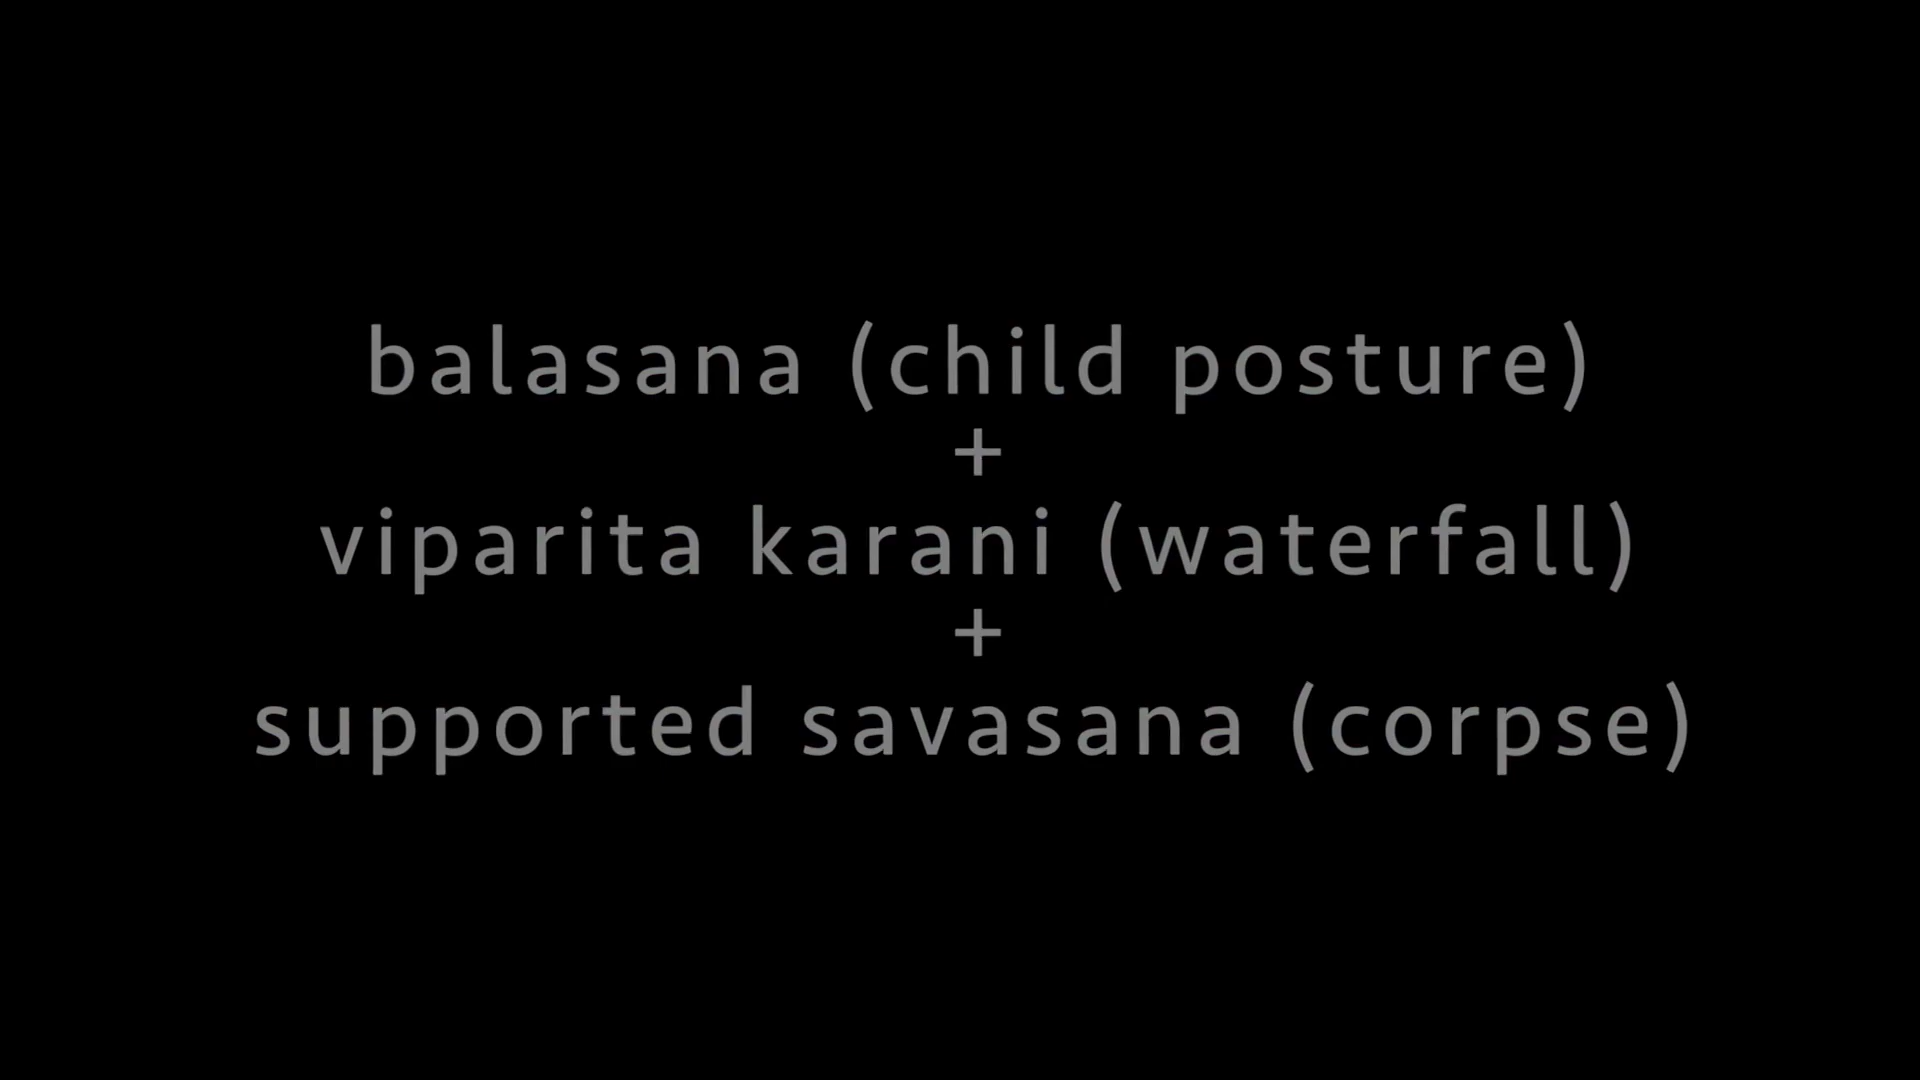 balasana (child posture)
+
viparita karani (waterfall)
+
supported savasana (corpse)